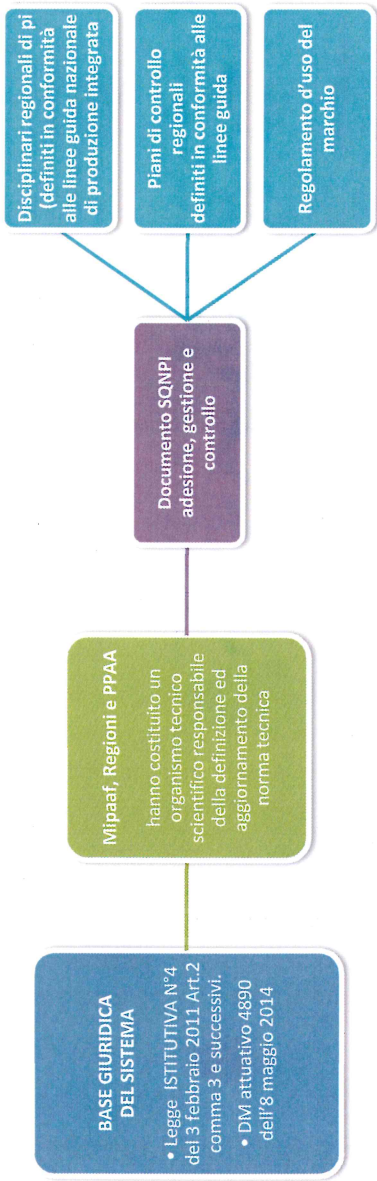 BASE GIURIDICA
DEL SISTEMA
• Legge ISTITUTIVA N°4
del 3 febbraio 2011 Art.2
comma 3 e successivi.
• DM attuativo 4890
dell'8 maggio 2014
Mipaaf, Regioni e PPAA
hanno costituito un
organismo tecnico
scientifico responsabile
della definizione ed
aggiornamento della
norma tecnica
Documento SQNPI
adesione, gestione e
controllo
Disciplinari regionali di pi
(definiti in conformità
alle linee guida nazionale
di produzione integrata
Piani di controllo
regionali
definiti in conformità alle
linee guida
Regolamento d'uso del
marchio